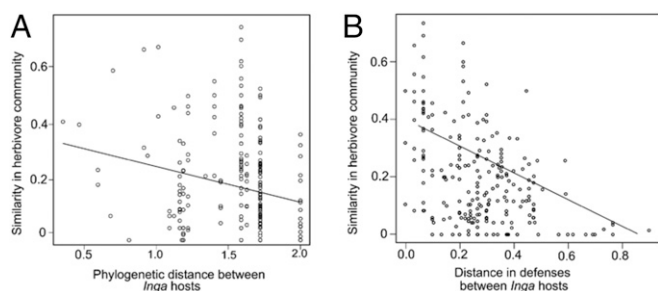 A
Similarity in herbivore community
0.6
0.4
0.2
0
0.5
1.0
1.5
2.0
Phylogenetic distance between
Inga hosts
B
Similarity in herbivore community
0.6
0.4
0.2
0
0.0
0.2
0.4
0.6
0.8
Distance in defenses
between Inga hosts